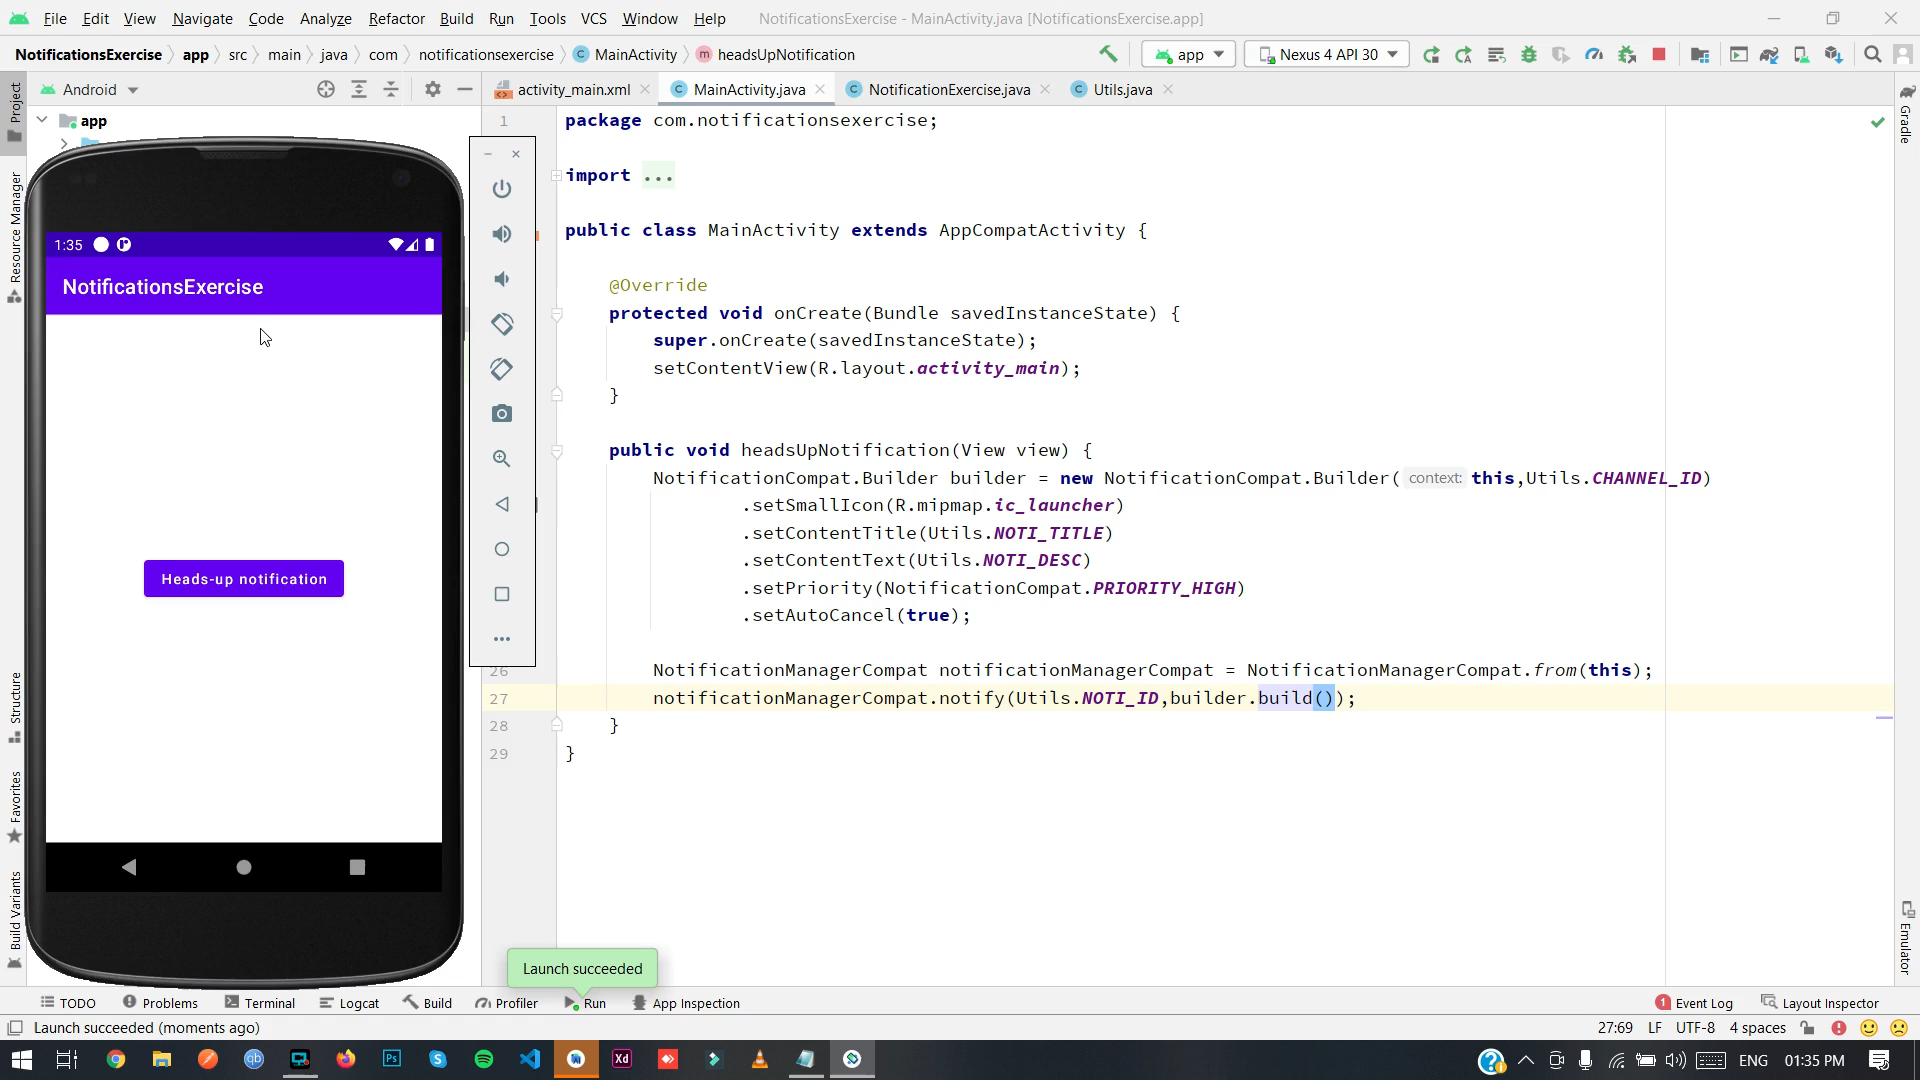 File Edit View Navigate Code Analyze Refactor Build Run Tools VCS Window Help NotificationsExercise - MainActivity.java [NotificationsExercise.app]
NotificationsExercise app src main java com notificationsexercise MainActivity headsUpNotification app Nexus 4 API 30
Android activity_main.xml MainActivity.java NotificationExercise.java Utils.java
Project
Resource Manager
Structure
Favorites
Build Variants
app
1:35
NotificationsExercise
Heads-up notification
1 package com.notificationsexercise;
import ...
public class MainActivity extends AppCompatActivity {
@Override
protected void onCreate(Bundle savedInstanceState) {
super.onCreate(savedInstanceState);
setContentView(R.layout.activity_main);
}
public void headsUpNotification(View view) {
NotificationCompat.Builder builder = new NotificationCompat.Builder( context: this,Utils.CHANNEL_ID)
.setSmallIcon(R.mipmap.ic_launcher)
.setContentTitle(Utils.NOTI_TITLE)
.setContentText(Utils.NOTI_DESC)
.setPriority(NotificationCompat.PRIORITY_HIGH)
.setAutoCancel(true);
26 NotificationManagerCompat notificationManagerCompat = NotificationManagerCompat.from(this);
27 notificationManagerCompat.notify(Utils.NOTI_ID,builder.build());
28 }
29 }
Gradle
Emulator
Launch succeeded
TODO Problems Terminal Logcat Build Profiler Run App Inspection 1 Event Log Layout Inspector
Launch succeeded (moments ago) 27:69 LF UTF-8 4 spaces
qb Ps Xd ENG 01:35 PM